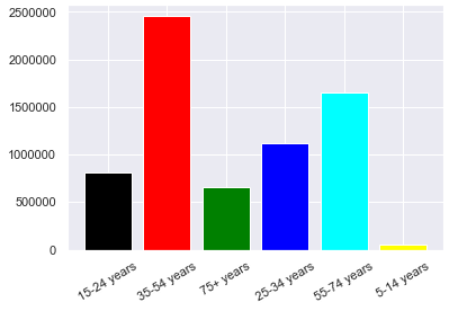 2500000
2000000
1500000
1000000
500000
0
15-24 years
35-54 years
75+ years
25-34 years
55-74 years
5-14 years